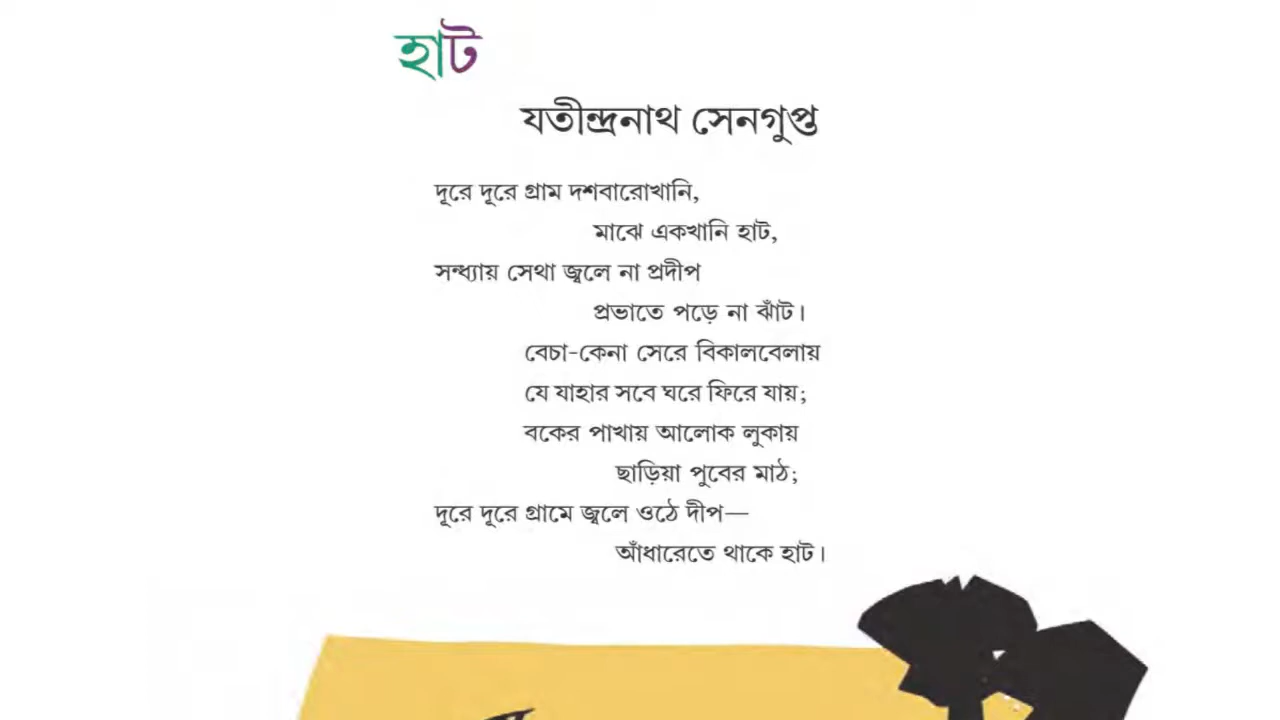 হাট
যতীন্দ্রনাথ সেনগুপ্ত
দূরে দূরে গ্রাম দশবারোখানি,
মাঝে একখানি হাট,
সন্ধ্যায় সেথা জ্বলে না প্রদীপ
প্রভাতে পড়ে না ঝাঁট।
বেচা-কেনা সেরে বিকালবেলায়
যে যাহার সবে ঘরে ফিরে যায়;
বকের পাখায় আলোক লুকায়
ছাড়িয়া পুবের মাঠ;
দূরে দূরে গ্রামে জ্বলে ওঠে দীপ—
আঁধারেতে থাকে হাট।